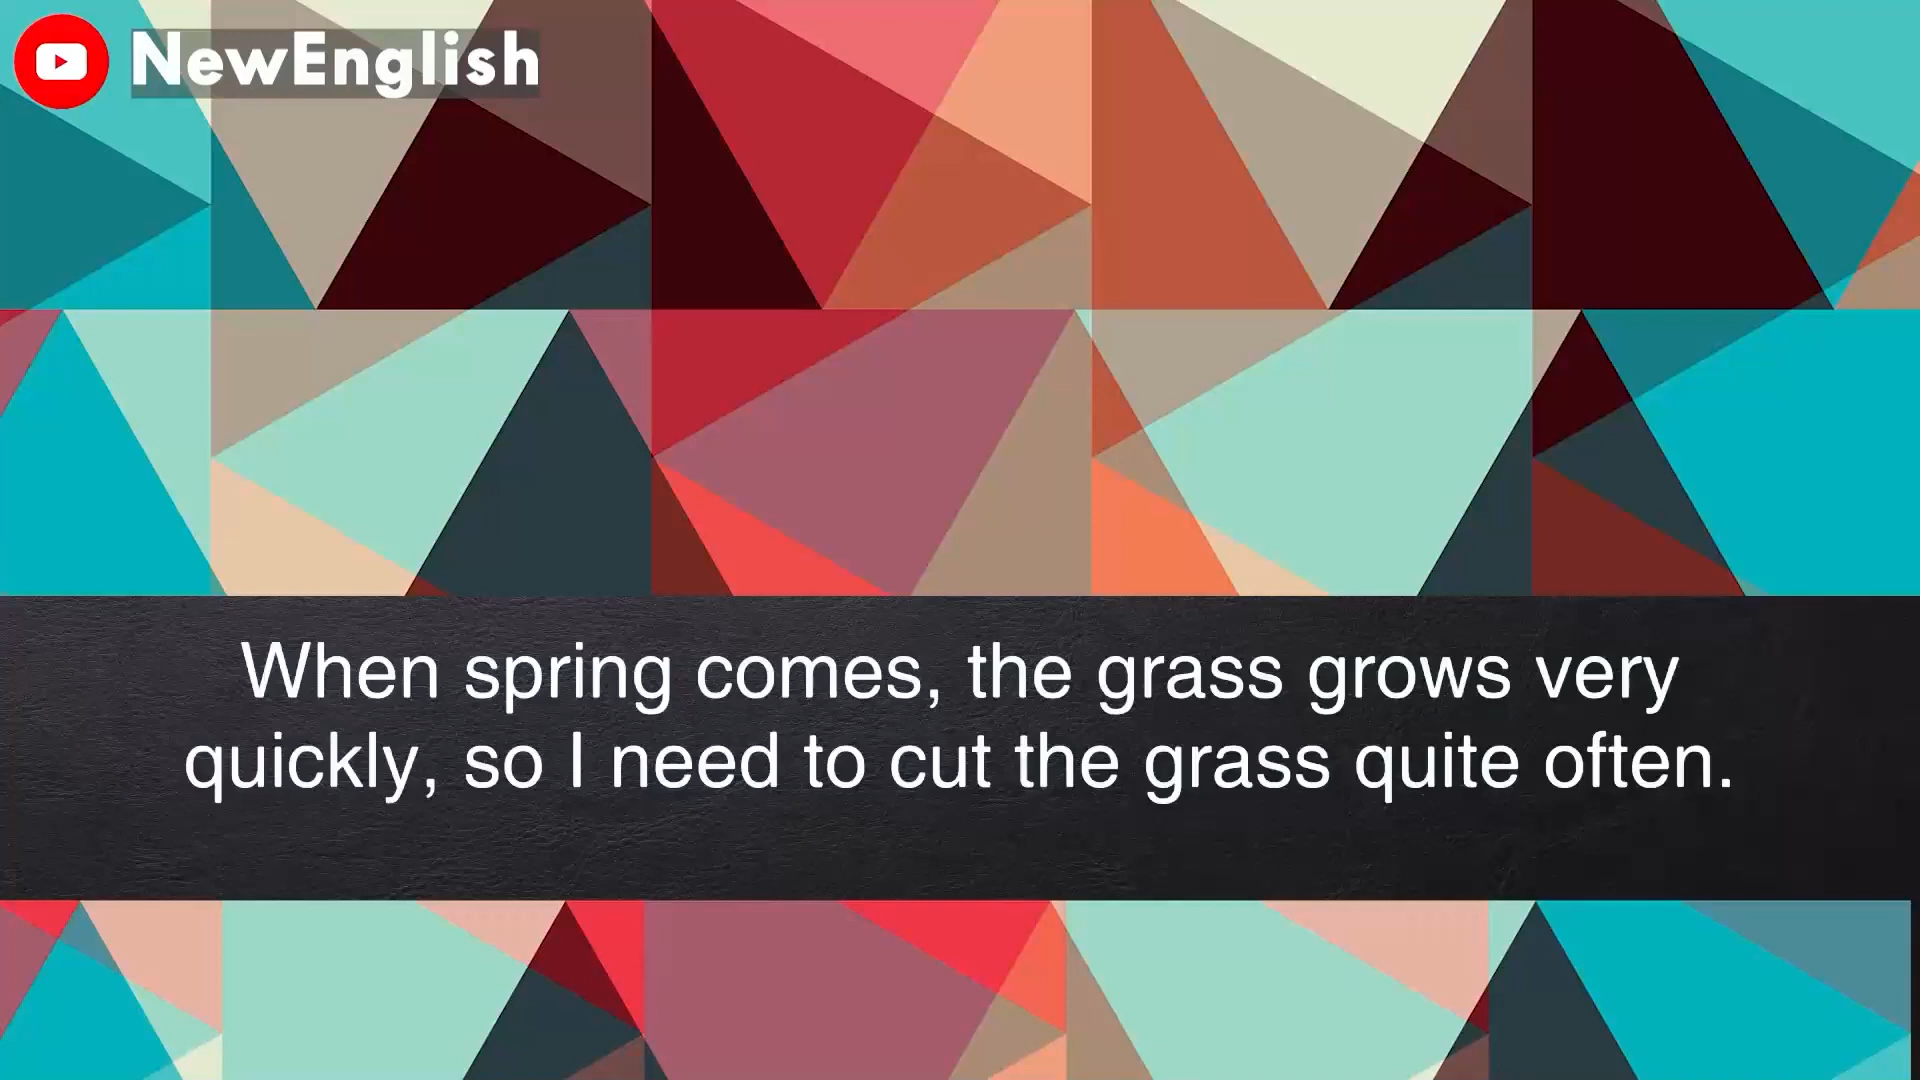 NewEnglish
When spring comes, the grass grows very
quickly, so I need to cut the grass quite often.